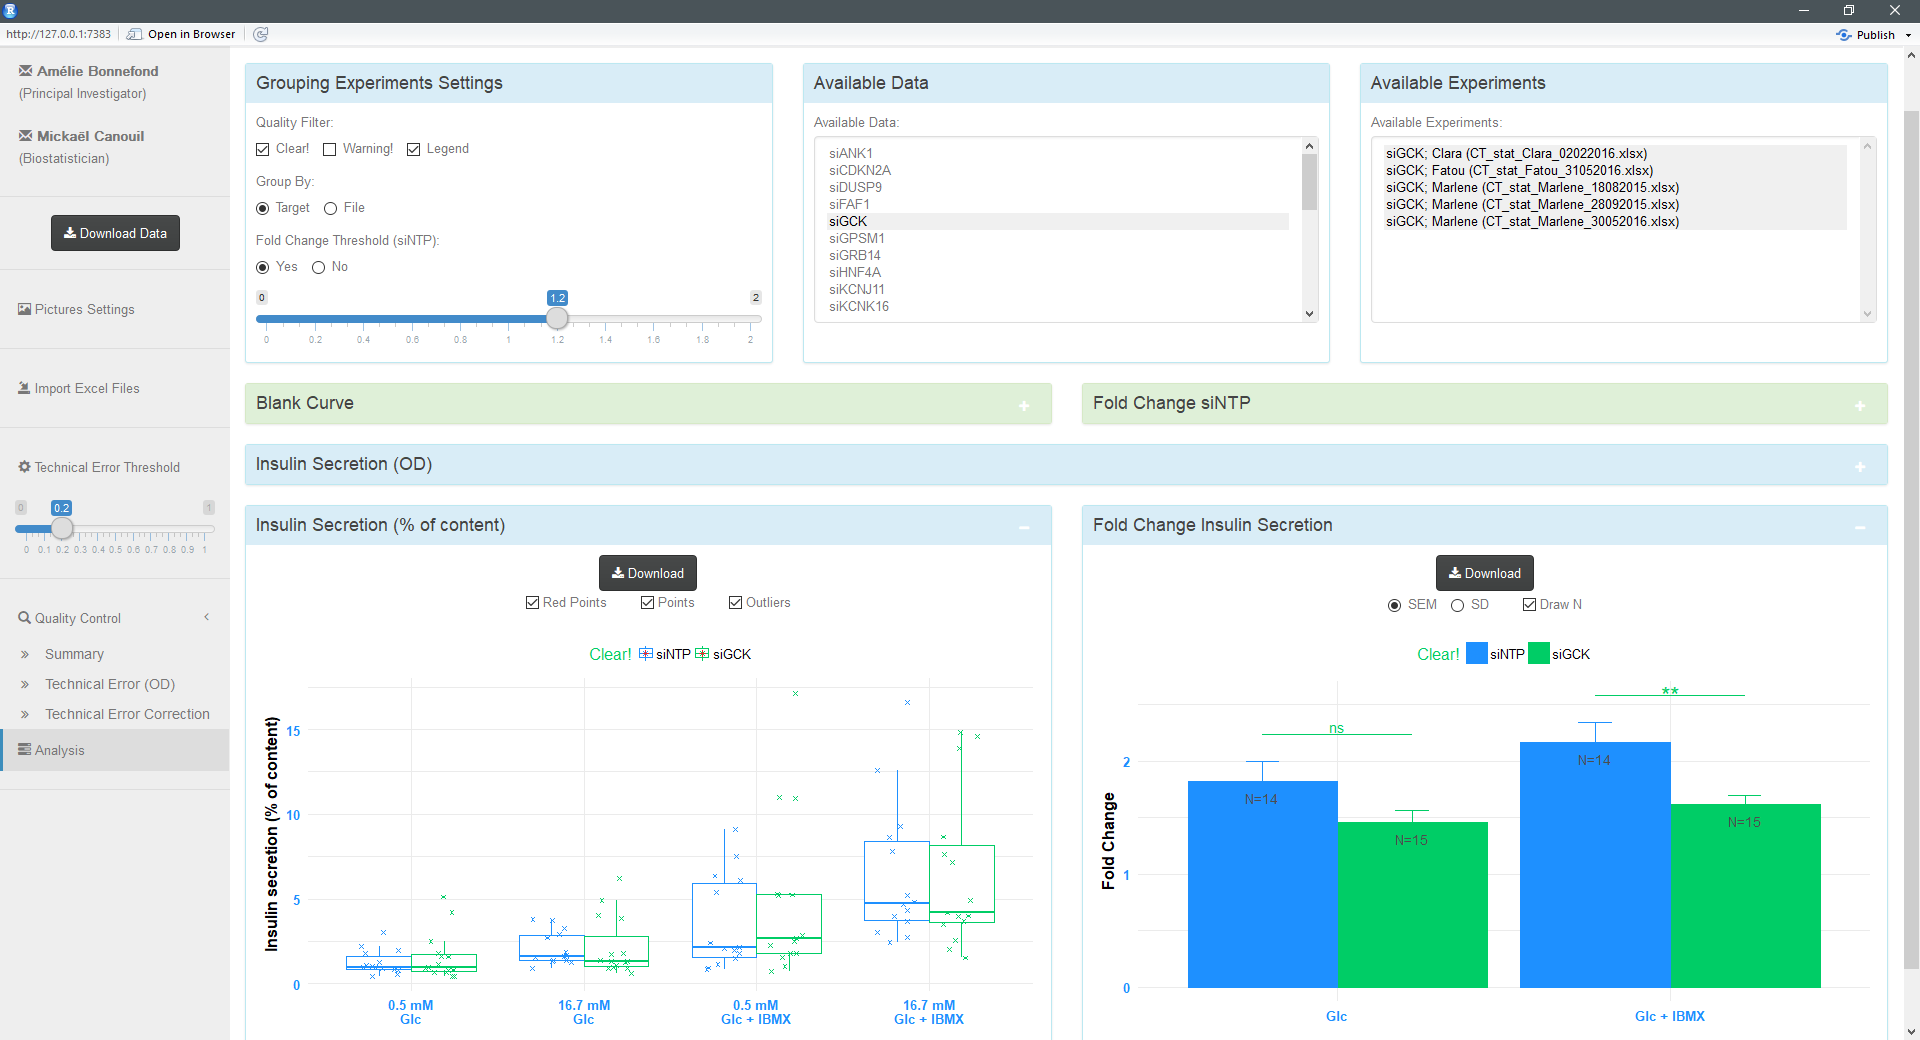 http://127.0.0.1:7383 Open in Browser Publish
Amélie Bonnefond
(Principal Investigator)
Mickaël Canouil
(Biostatistician)
Download Data
Pictures Settings
Import Excel Files
Technical Error Threshold
0 0.2 1
0 0.1 0.2 0.3 0.4 0.5 0.6 0.7 0.8 0.9 1
Quality Control
Summary
Technical Error (OD)
Technical Error Correction
Analysis
Grouping Experiments Settings
Quality Filter:
Clear! Warning! Legend
Group By:
Target File
Fold Change Threshold (siNTP):
Yes No
0 1.2 2
0 0.2 0.4 0.6 0.8 1 1.2 1.4 1.6 1.8 2
Available Data
Available Data:
siANK1
siCDKN2A
siDUSP9
siFAF1
siGCK
siGPSM1
siGRB14
siHNF4A
siKCNJ11
siKCNK16
Available Experiments
Available Experiments:
siGCK; Clara (CT_stat_Clara_02022016.xlsx)
siGCK; Fatou (CT_stat_Fatou_31052016.xlsx)
siGCK; Marlene (CT_stat_Marlene_18082015.xlsx)
siGCK; Marlene (CT_stat_Marlene_28092015.xlsx)
siGCK; Marlene (CT_stat_Marlene_30052016.xlsx)
Blank Curve
Fold Change siNTP
Insulin Secretion (OD)
Insulin Secretion (% of content)
Download
Red Points Points Outliers
Clear! siNTP siGCK
Insulin secretion (% of content)
15
10
5
0
0.5 mM 16.7 mM 0.5 mM 16.7 mM
Glc Glc Glc + IBMX Glc + IBMX
Fold Change Insulin Secretion
Download
SEM SD Draw N
Clear! siNTP siGCK
Fold Change
**
ns
2
1
0
N=14
N=15
N=14
N=15
Glc Glc + IBMX